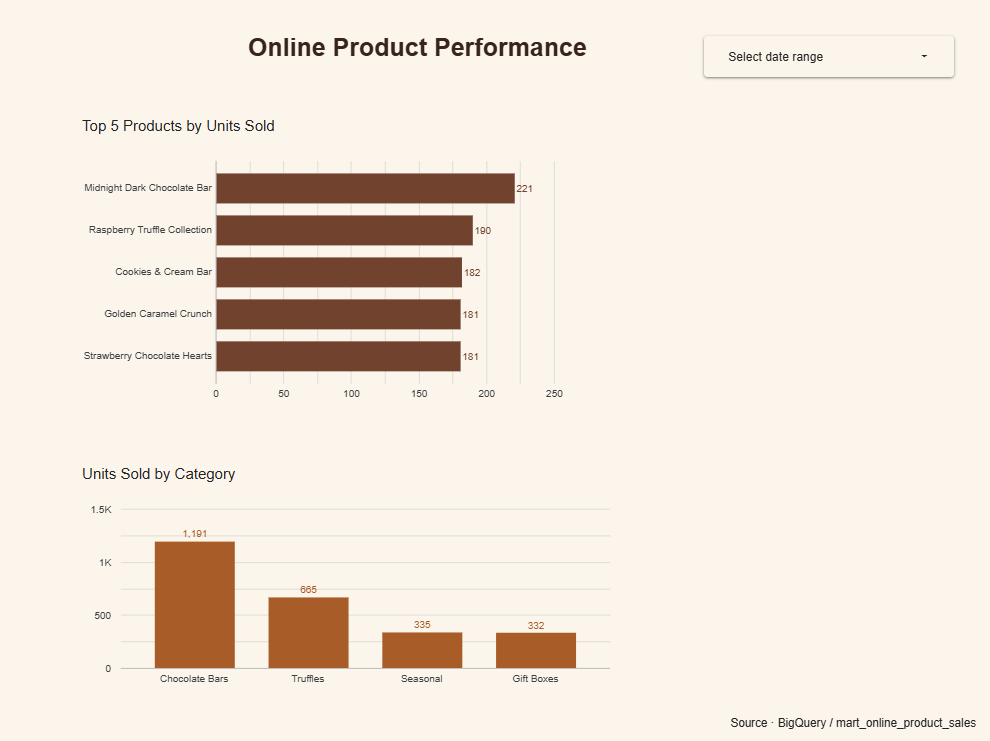 Online Product Performance
Select date range
Top 5 Products by Units Sold
Midnight Dark Chocolate Bar 221
Raspberry Truffle Collection 190
Cookies & Cream Bar 182
Golden Caramel Crunch 181
Strawberry Chocolate Hearts 181
0 50 100 150 200 250
Units Sold by Category
1.5K
1,191
1K
665
500
335 332
0
Chocolate Bars Truffles Seasonal Gift Boxes
Source · BigQuery / mart_online_product_sales